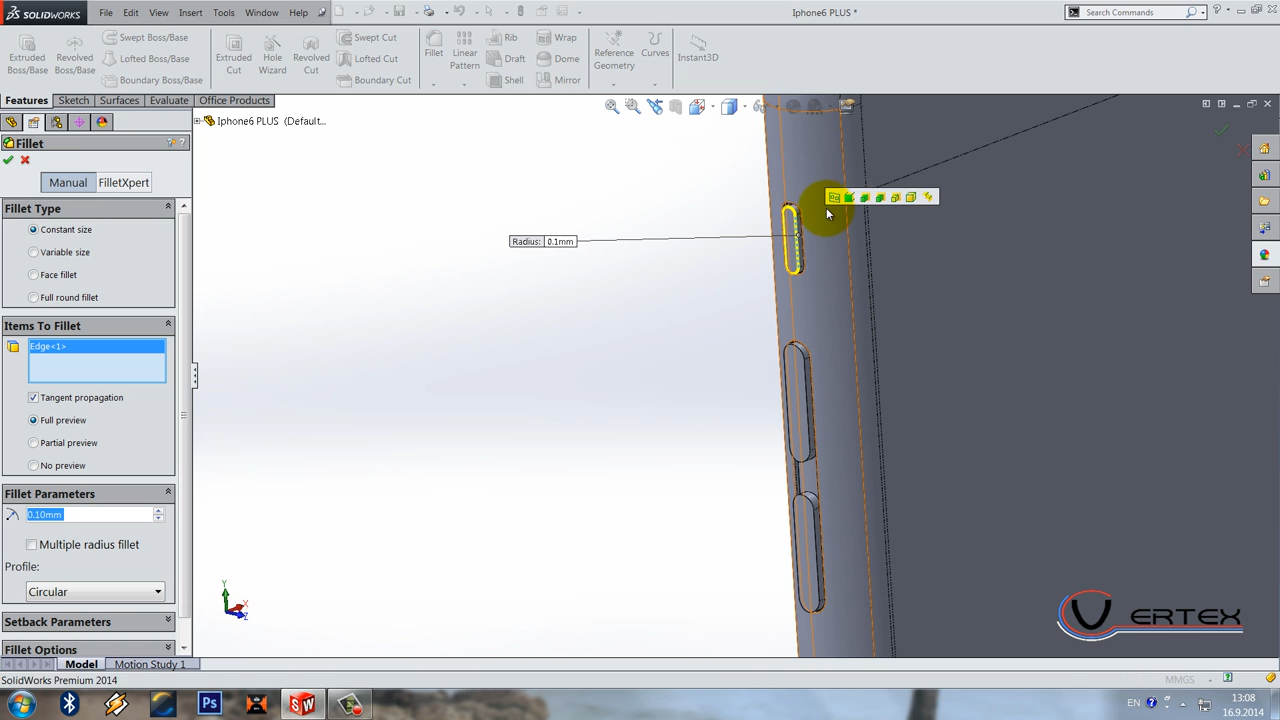 SOLIDWORKS
File Edit View Insert Tools Window Help
Iphone6 PLUS *
Search Commands
Extruded Boss/Base
Revolved Boss/Base
Swept Boss/Base
Lofted Boss/Base
Boundary Boss/Base
Extruded Cut
Hole Wizard
Revolved Cut
Swept Cut
Lofted Cut
Boundary Cut
Fillet
Linear Pattern
Rib
Draft
Shell
Wrap
Dome
Mirror
Reference Geometry
Curves
Instant3D
Features Sketch Surfaces Evaluate Office Products
Iphone6 PLUS (Default...
Fillet
Manual FilletXpert
Fillet Type
Constant size
Variable size
Face fillet
Full round fillet
Radius: 0.1mm
Items To Fillet
Edge<1>
Tangent propagation
Full preview
Partial preview
No preview
Fillet Parameters
0.10mm
Multiple radius fillet
Profile:
Circular
Setback Parameters
Fillet Options
Y
X
Z
V ERTEX
Model Motion Study 1
SolidWorks Premium 2014
MMGS
Ps
SW
EN
13:08
16.9.2014